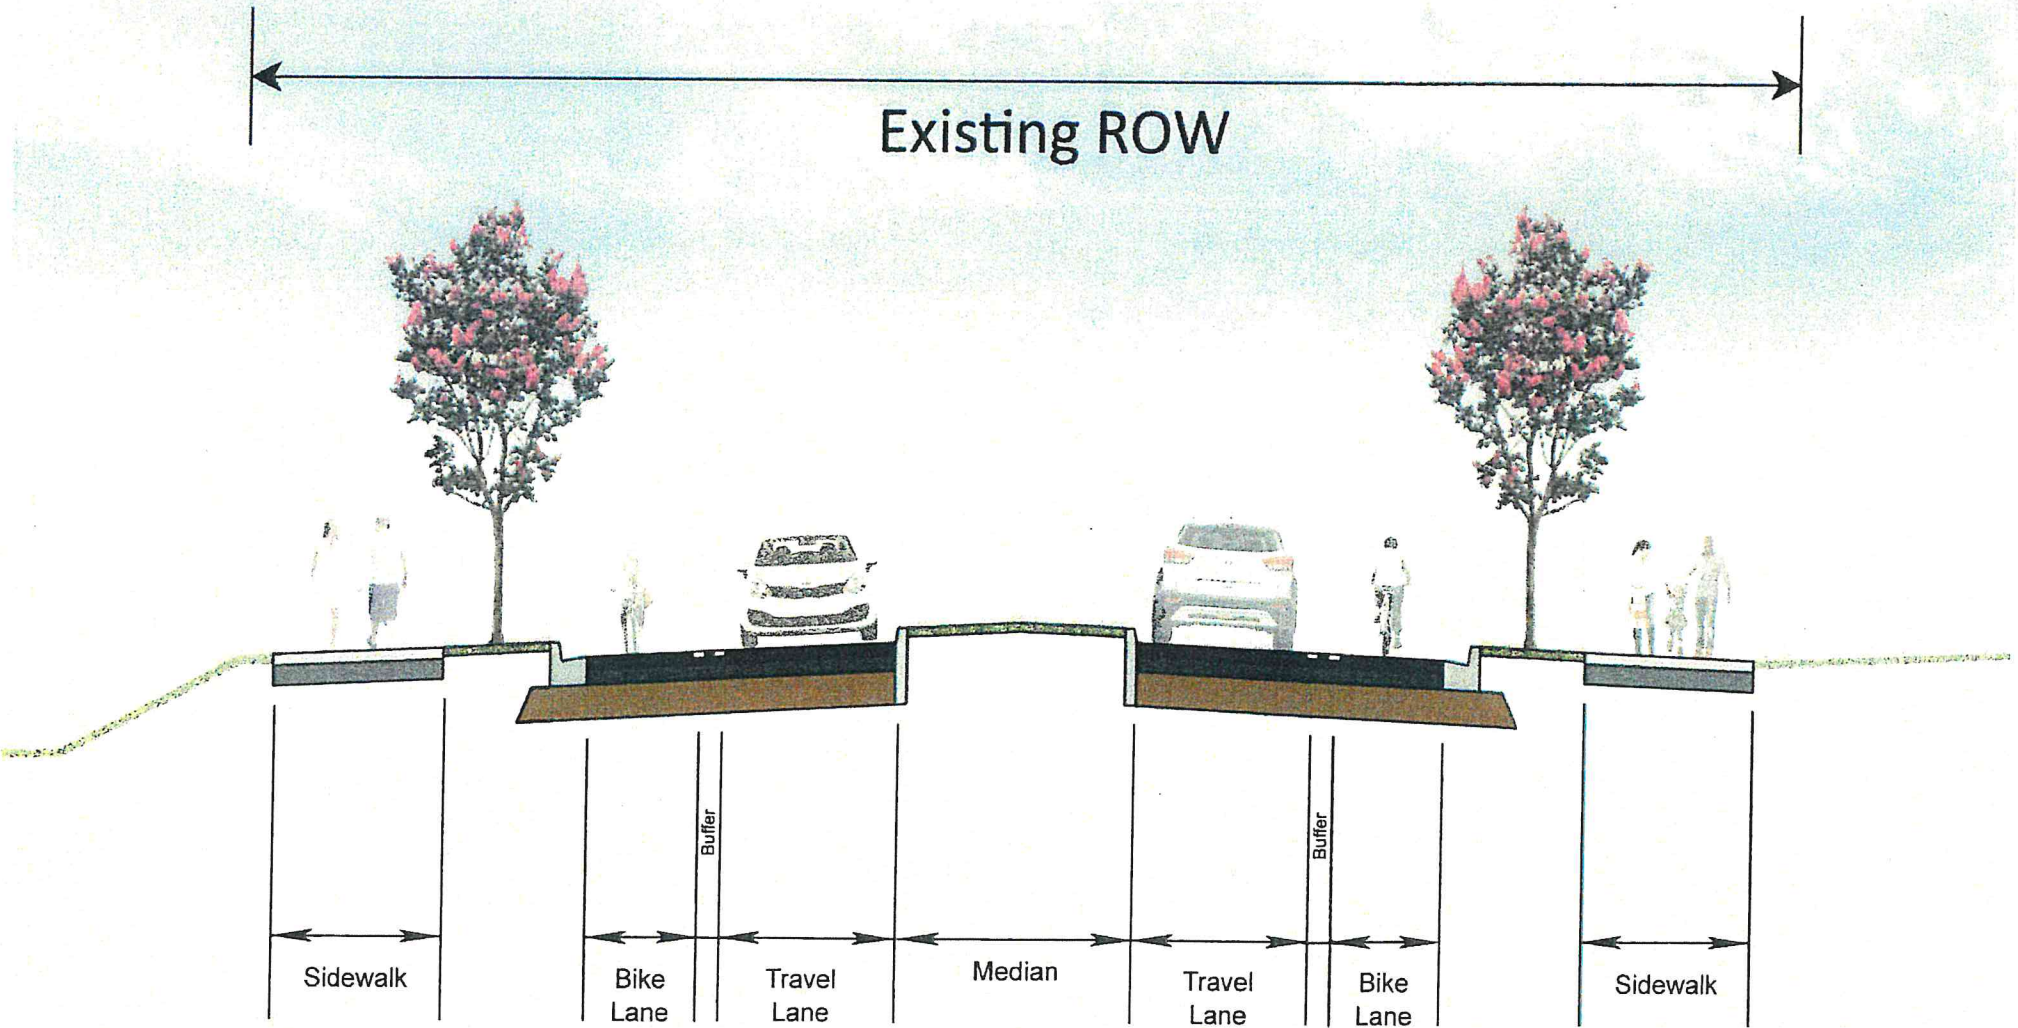 Existing ROW
Buffer
Buffer
Sidewalk
Bike
Lane
Travel
Lane
Median
Travel
Lane
Bike
Lane
Sidewalk